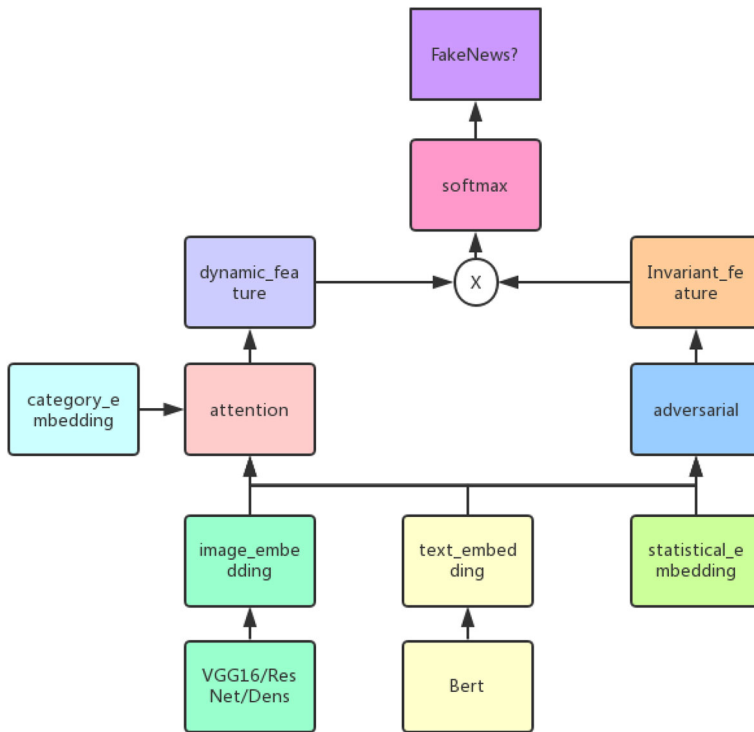 FakeNews?
softmax
dynamic_fea
ture
X
Invariant_fe
ature
category_e
mbedding
attention
adversarial
image_embe
dding
text_embed
ding
statistical_e
mbedding
VGG16/Res
Net/Dens
Bert